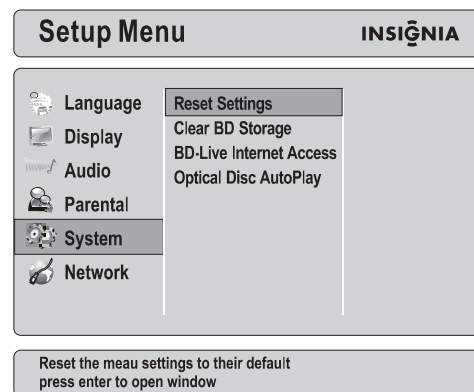 Setup Menu
INSIGNIA
Language
Display
Audio
Parental
System
Network
Reset Settings
Clear BD Storage
BD-Live Internet Access
Optical Disc AutoPlay
Reset the meau settings to their default
press enter to open window